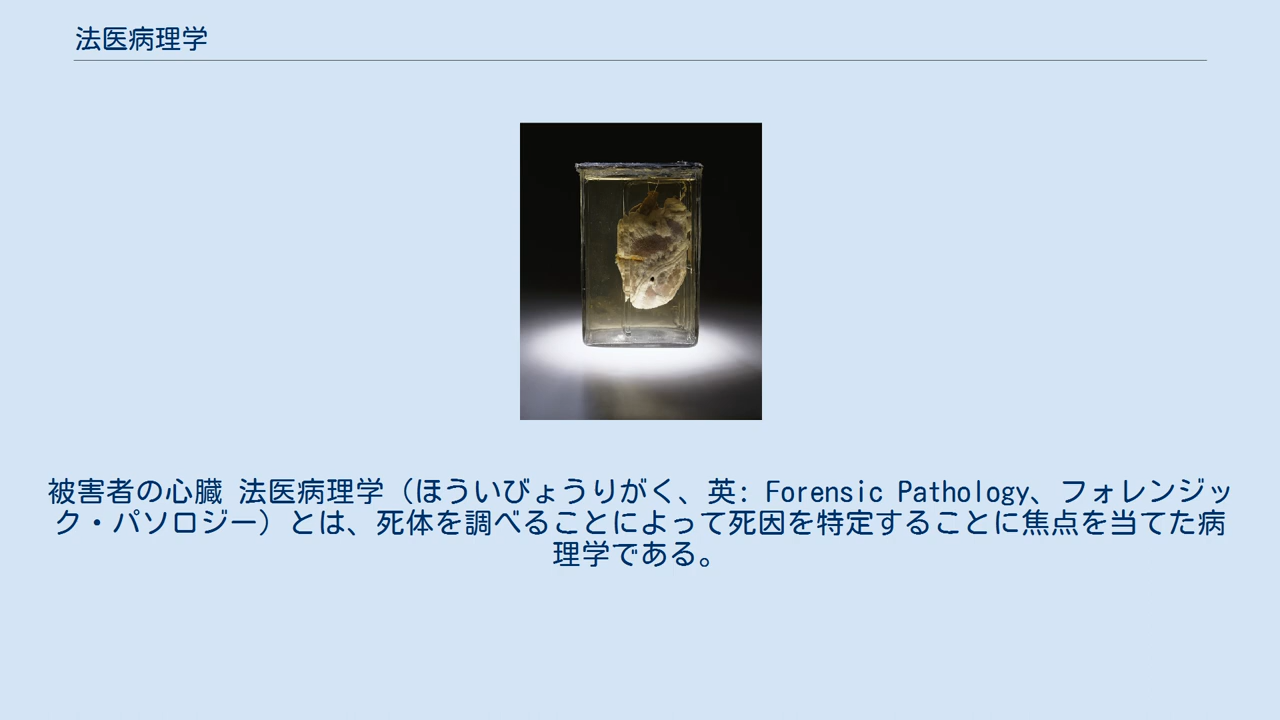 法医病理学
被害者の心臓 法医病理学（ほういびょうりがく、英: Forensic Pathology、フォレンジッ
ク・パソロジー）とは、死体を調べることによって死因を特定することに焦点を当てた病
理学である。